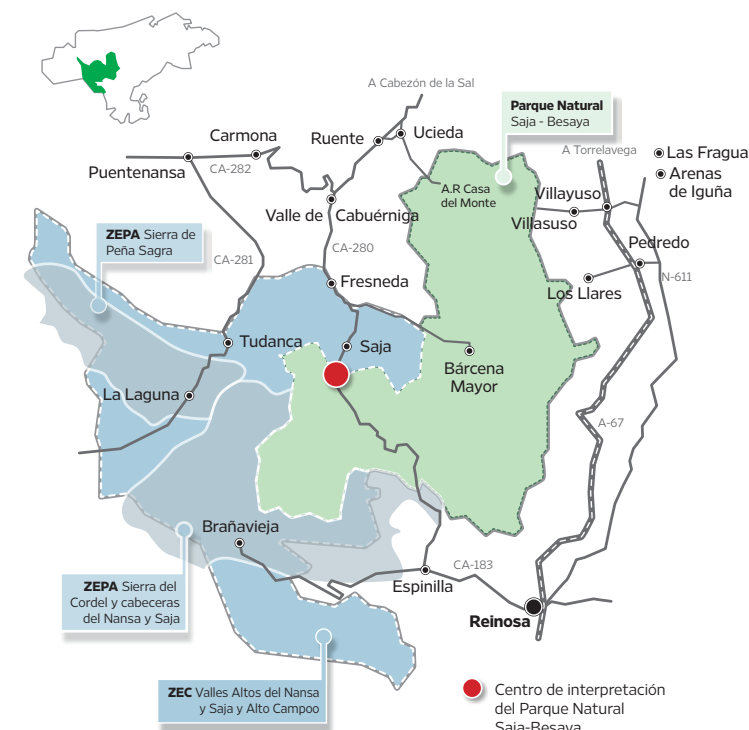 A Cabezón de la Sal
Parque Natural
Saja - Besaya
Carmona
Ruente
Ucieda
A Torrelavega
Las Fragua
Puentenansa
CA-282
Arenas
de Iguña
A.R Casa
del Monte
Villayuso
Valle de Cabuérniga
Villasuso
ZEPA Sierra de
Peña Sagra
CA-281
CA-280
Pedredo
Fresneda
N-611
Los Llares
Tudanca
Saja
Bárcena
Mayor
La Laguna
A-67
Brañavieja
CA-183
Espinilla
ZEPA Sierra del
Cordel y cabeceras
del Nansa y Saja
Reinosa
ZEC Valles Altos del Nansa
y Saja y Alto Campoo
Centro de interpretación
del Parque Natural
Saja-Besaya